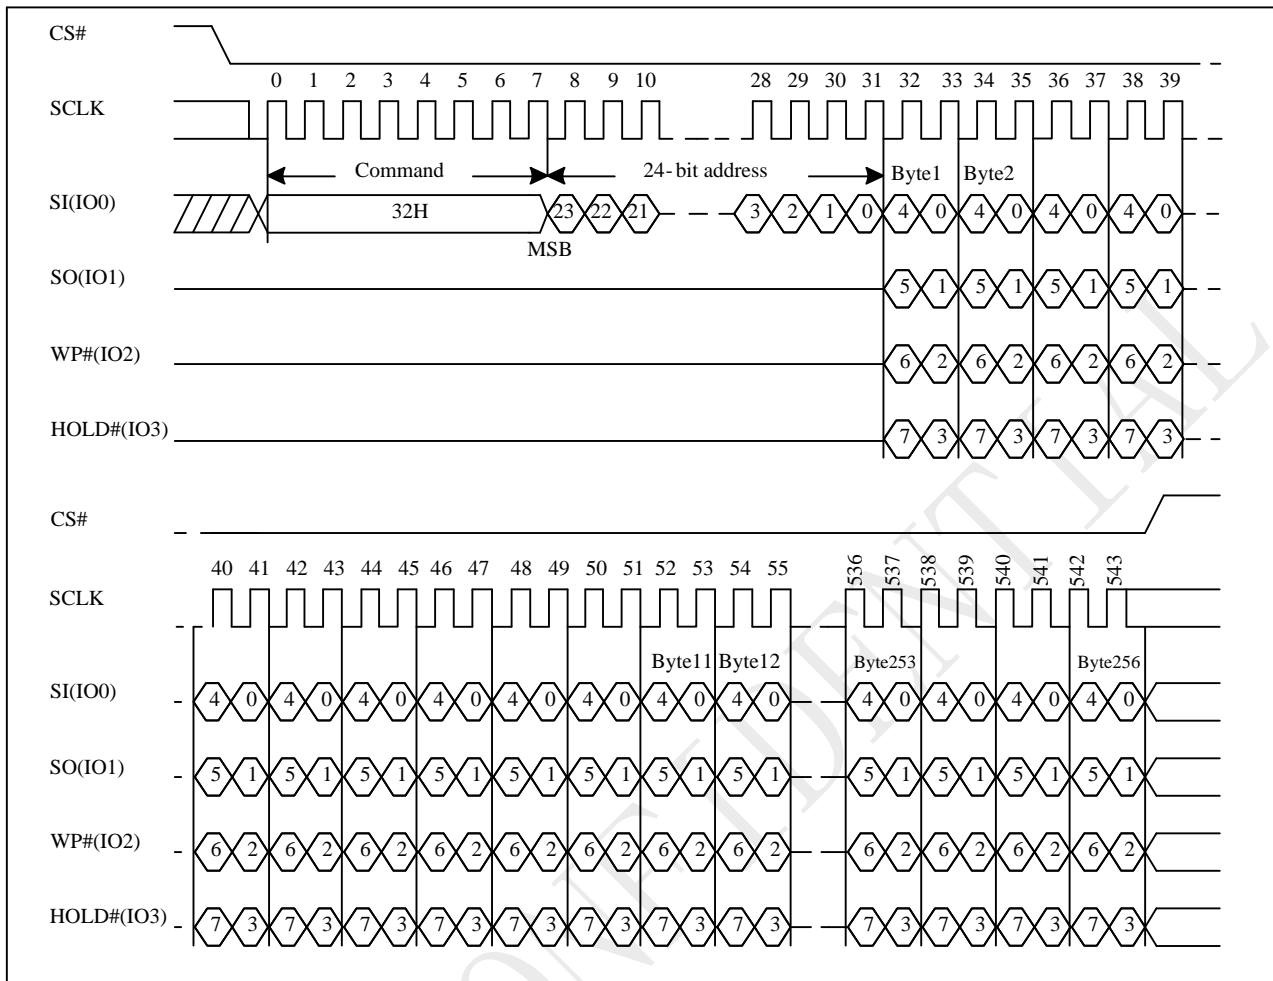 CS#
0 1 2 3 4 5 6 7 8 9 10 28 29 30 31 32 33 34 35 36 37 38 39
SCLK
Command 24-bit address Byte1 Byte2
SI(IO0) 32H 23 22 21 3 2 1 0 4 0 4 0 4 0 4 0
MSB
SO(IO1) 5 1 5 1 5 1 5 1
WP#(IO2) 6 2 6 2 6 2 6 2
HOLD#(IO3) 7 3 7 3 7 3 7 3
CS#
40 41 42 43 44 45 46 47 48 49 50 51 52 53 54 55 536 537 538 539 540 541 542 543
SCLK
Byte11 Byte12 Byte253 Byte256
SI(IO0) 4 0 4 0 4 0 4 0 4 0 4 0 4 0 4 0 4 0 4 0 4 0 4 0
SO(IO1) 5 1 5 1 5 1 5 1 5 1 5 1 5 1 5 1 5 1 5 1 5 1 5 1
WP#(IO2) 6 2 6 2 6 2 6 2 6 2 6 2 6 2 6 2 6 2 6 2 6 2 6 2
HOLD#(IO3) 7 3 7 3 7 3 7 3 7 3 7 3 7 3 7 3 7 3 7 3 7 3 7 3
ONFIDENTIAL